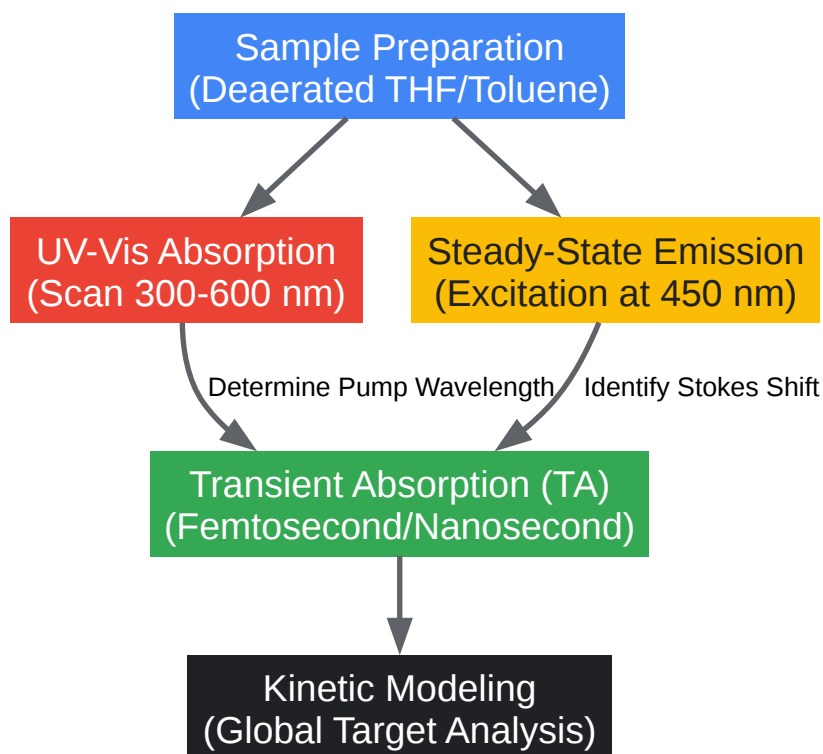 Sample Preparation
(Deaerated THF/Toluene)
UV-Vis Absorption
(Scan 300-600 nm)
Steady-State Emission
(Excitation at 450 nm)
Determine Pump Wavelength
Identify Stokes Shift
Transient Absorption (TA)
(Femtosecond/Nanosecond)
Kinetic Modeling
(Global Target Analysis)